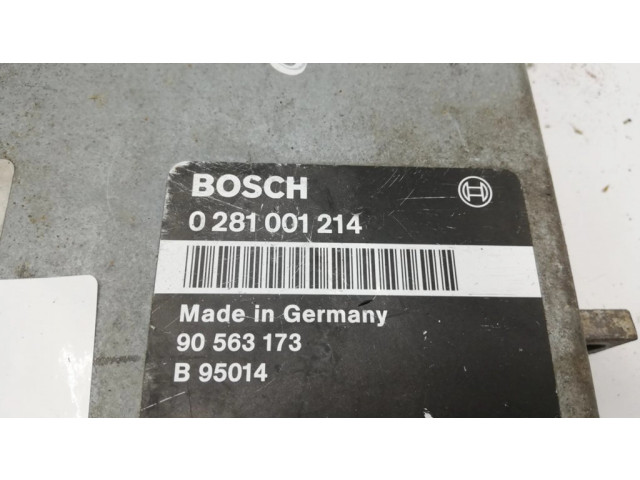 BOSCH
0 281 001 214
Made in Germany
90 563 173
B 95014